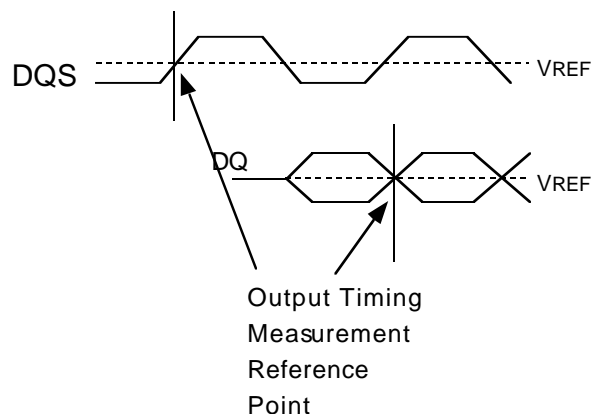 DQS
VREF
DQ
VREF
Output Timing
Measurement
Reference
Point